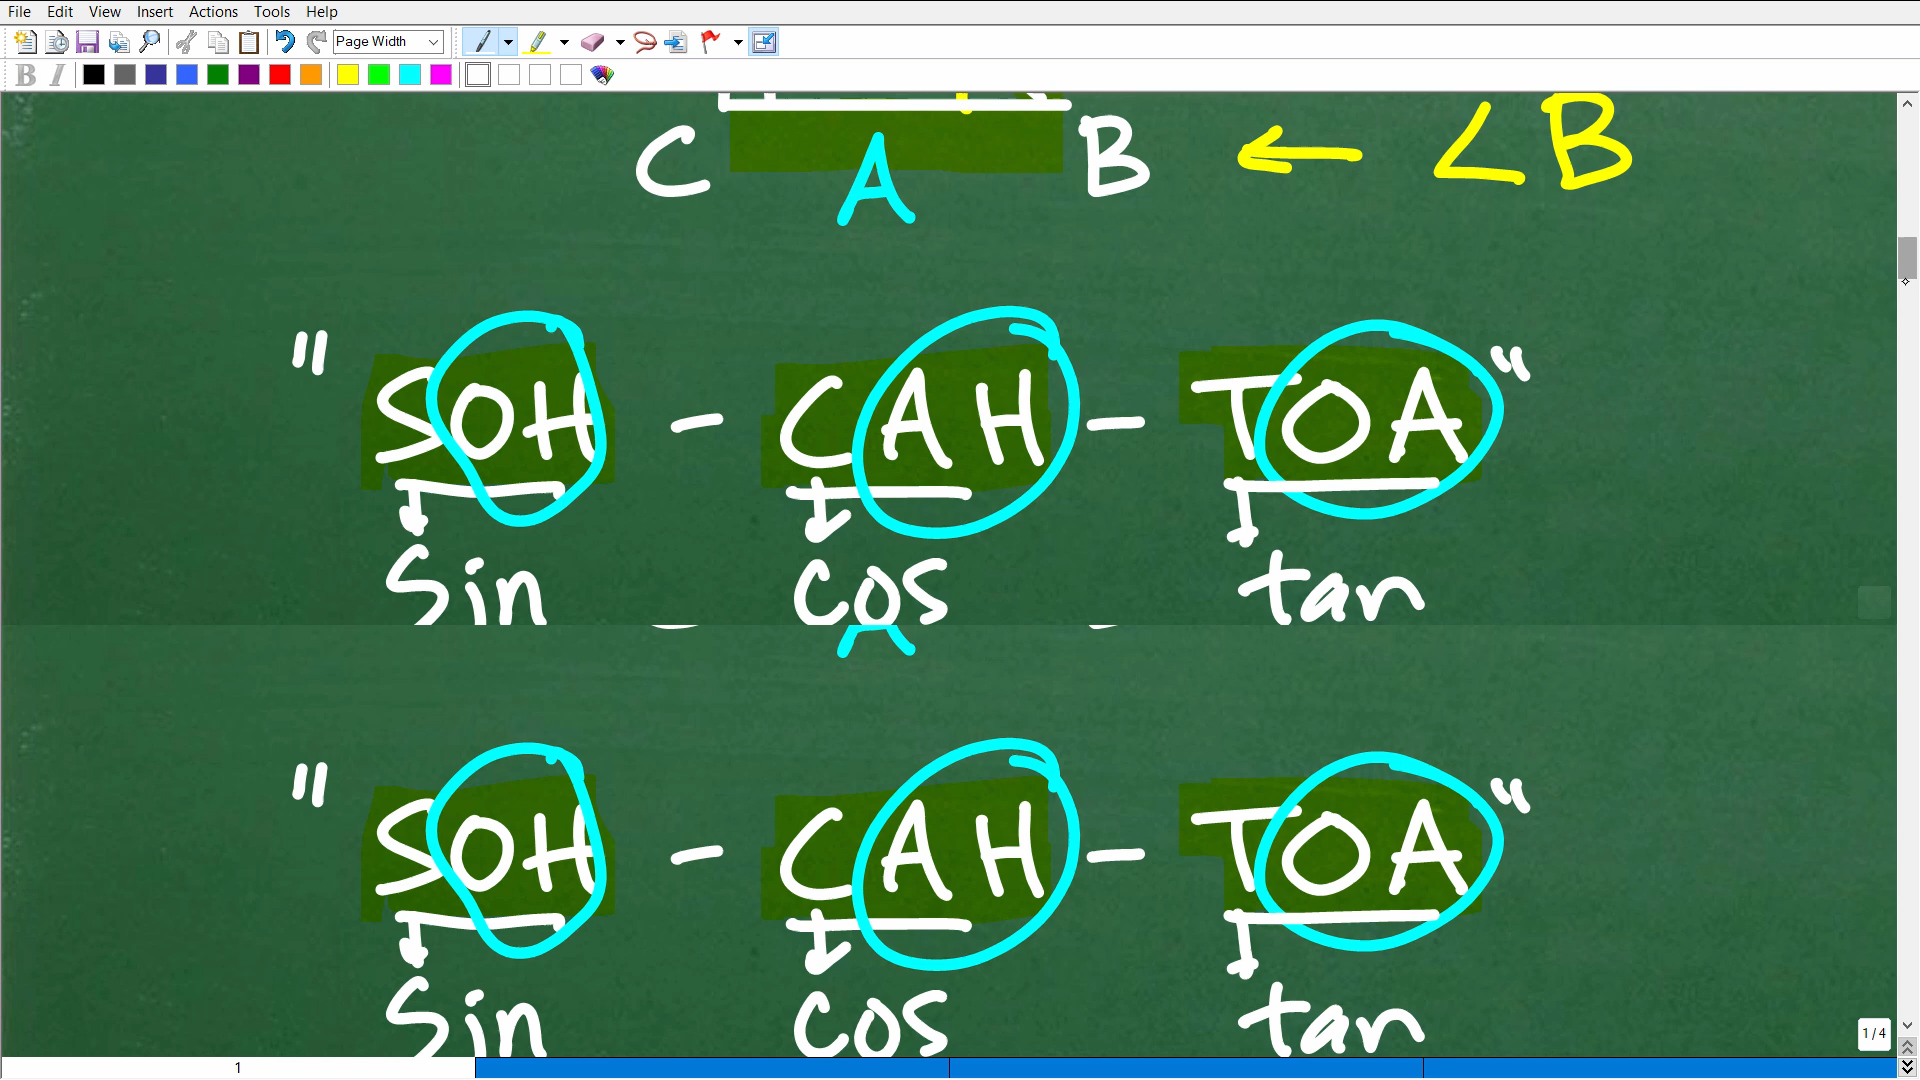 File Edit View Insert Actions Tools Help
Page Width
B I
C A B ← ∠B
" SOH - CAH - TOA "
Sin cos tan
A
" SOH - CAH - TOA "
Sin cos tan
1 / 4
1